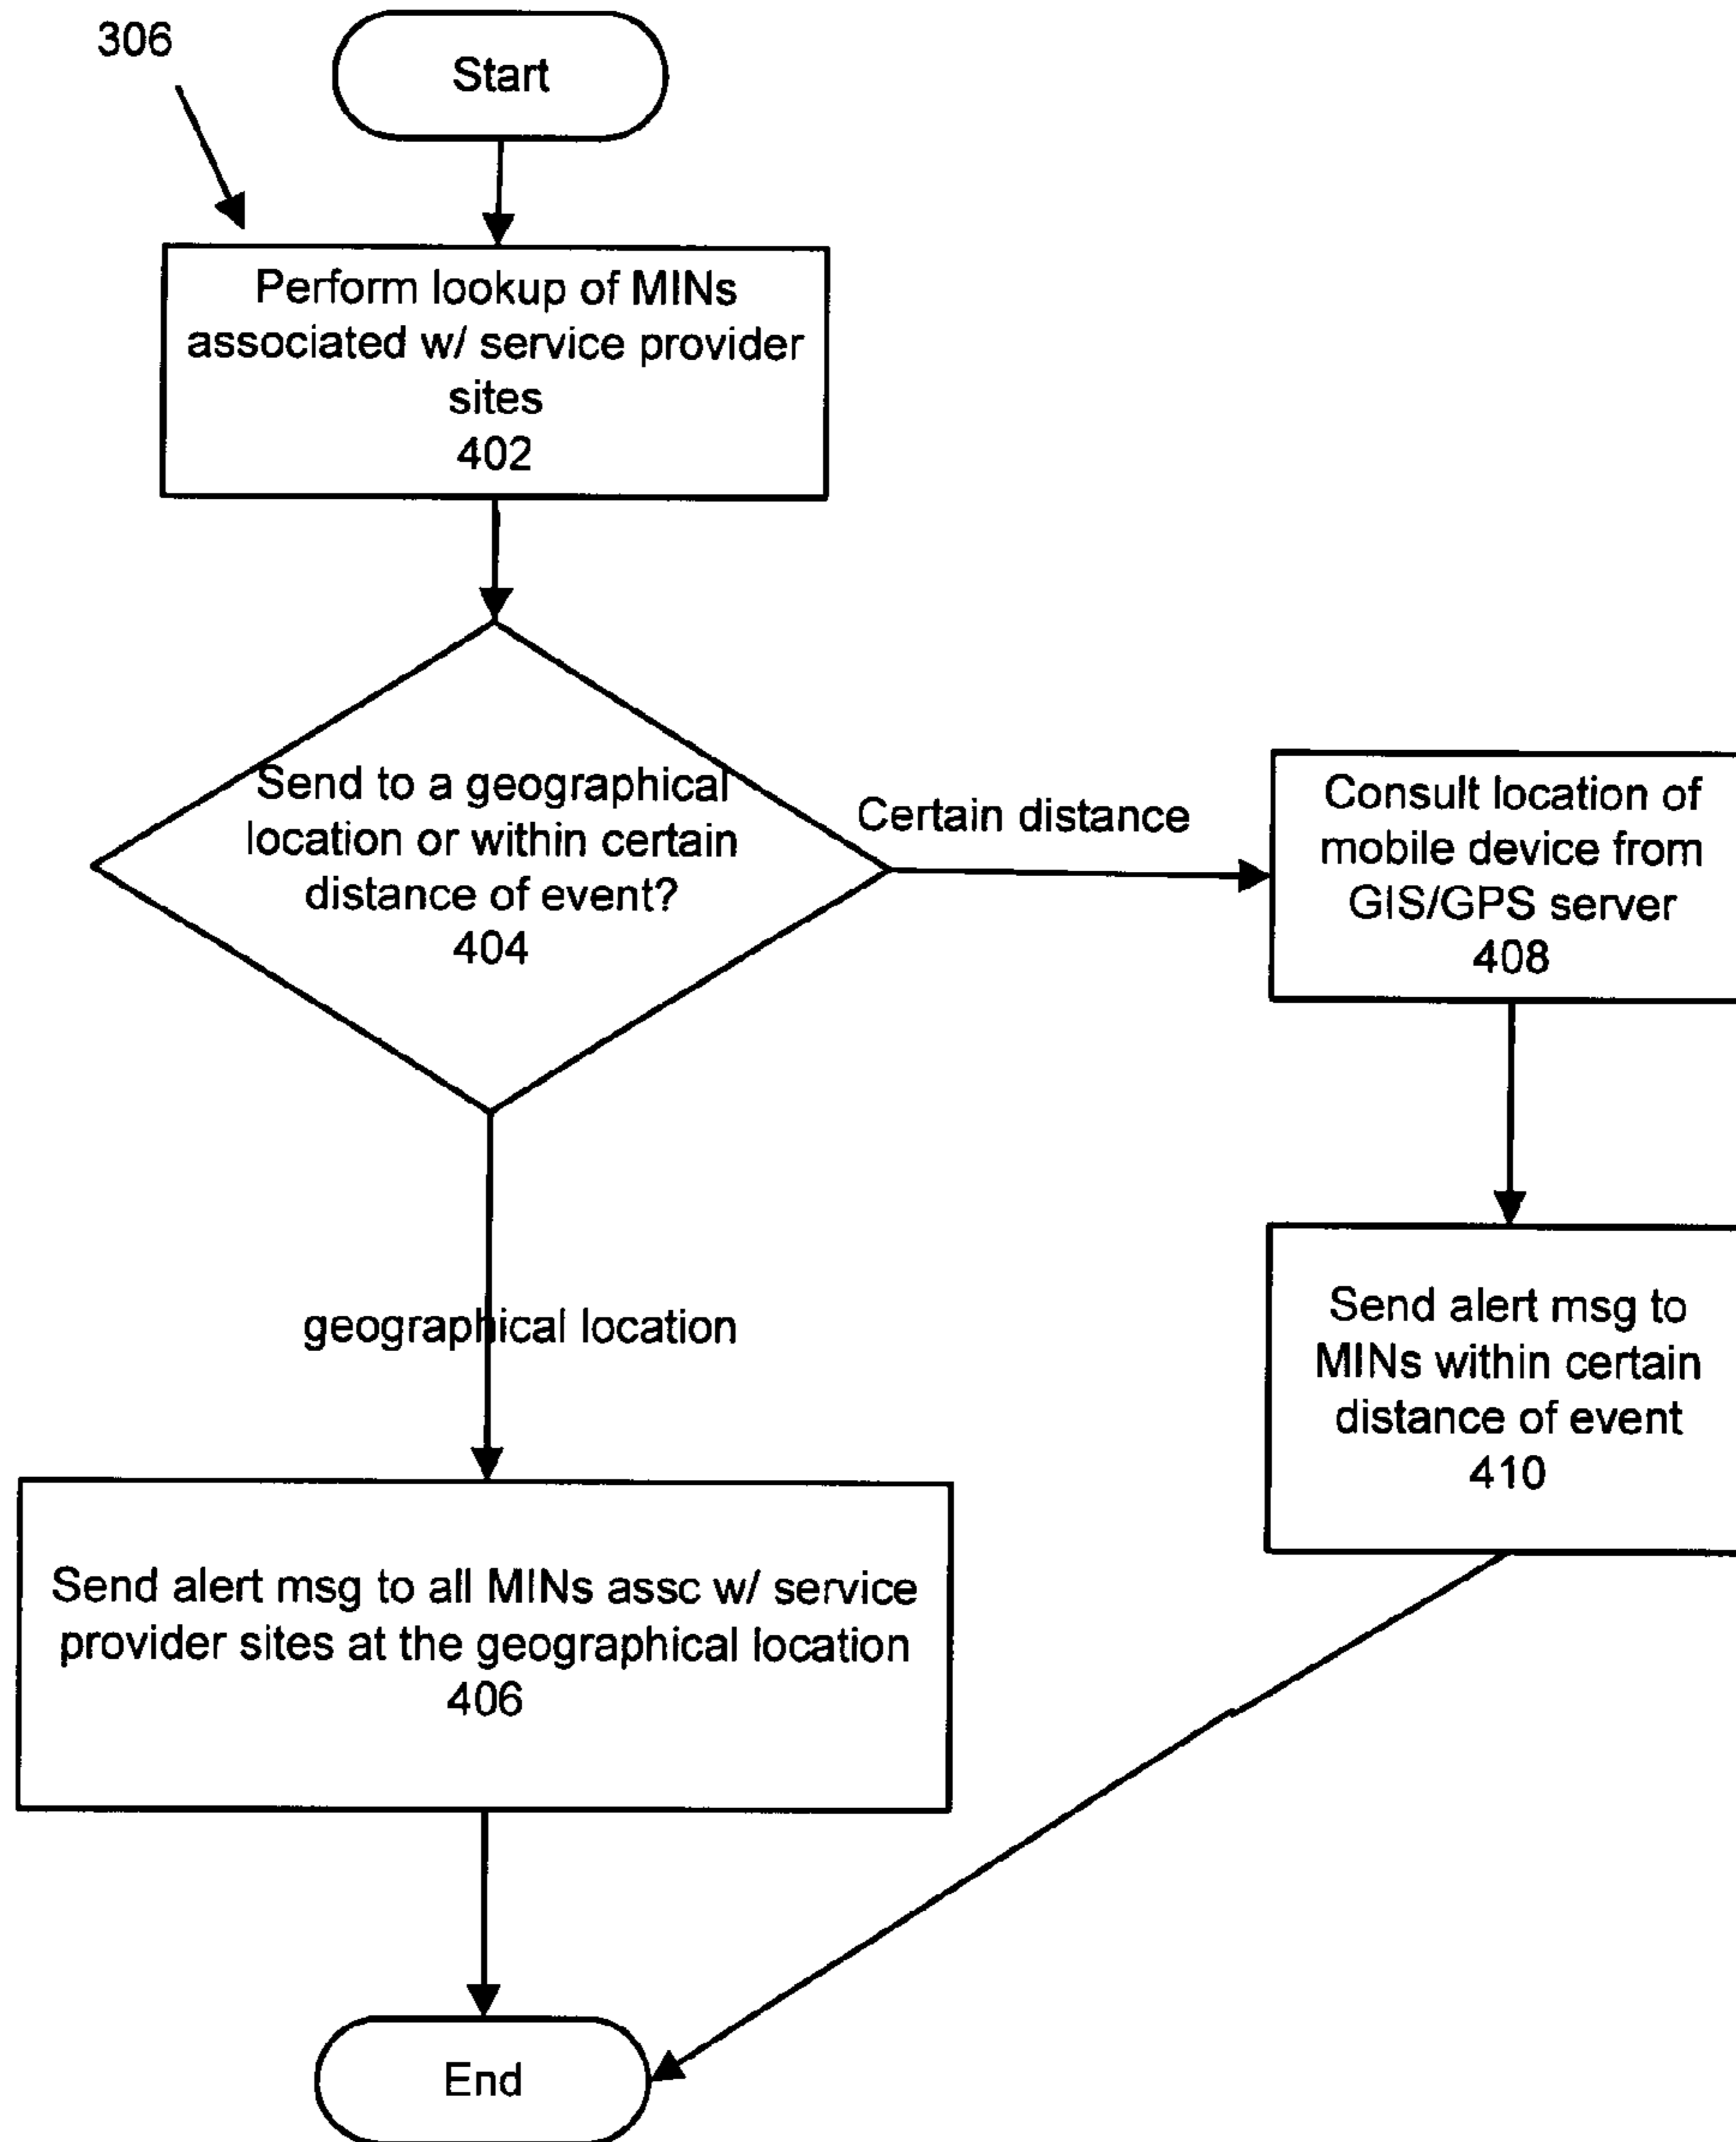 306
Start
Perform lookup of MINs
associated w/ service provider
sites
402
Send to a geographical
location or within certain
distance of event?
404
Certain distance
Consult location of
mobile device from
GIS/GPS server
408
geographical location
Send alert msg to
MINs within certain
distance of event
410
Send alert msg to all MINs assc w/ service
provider sites at the geographical location
406
End